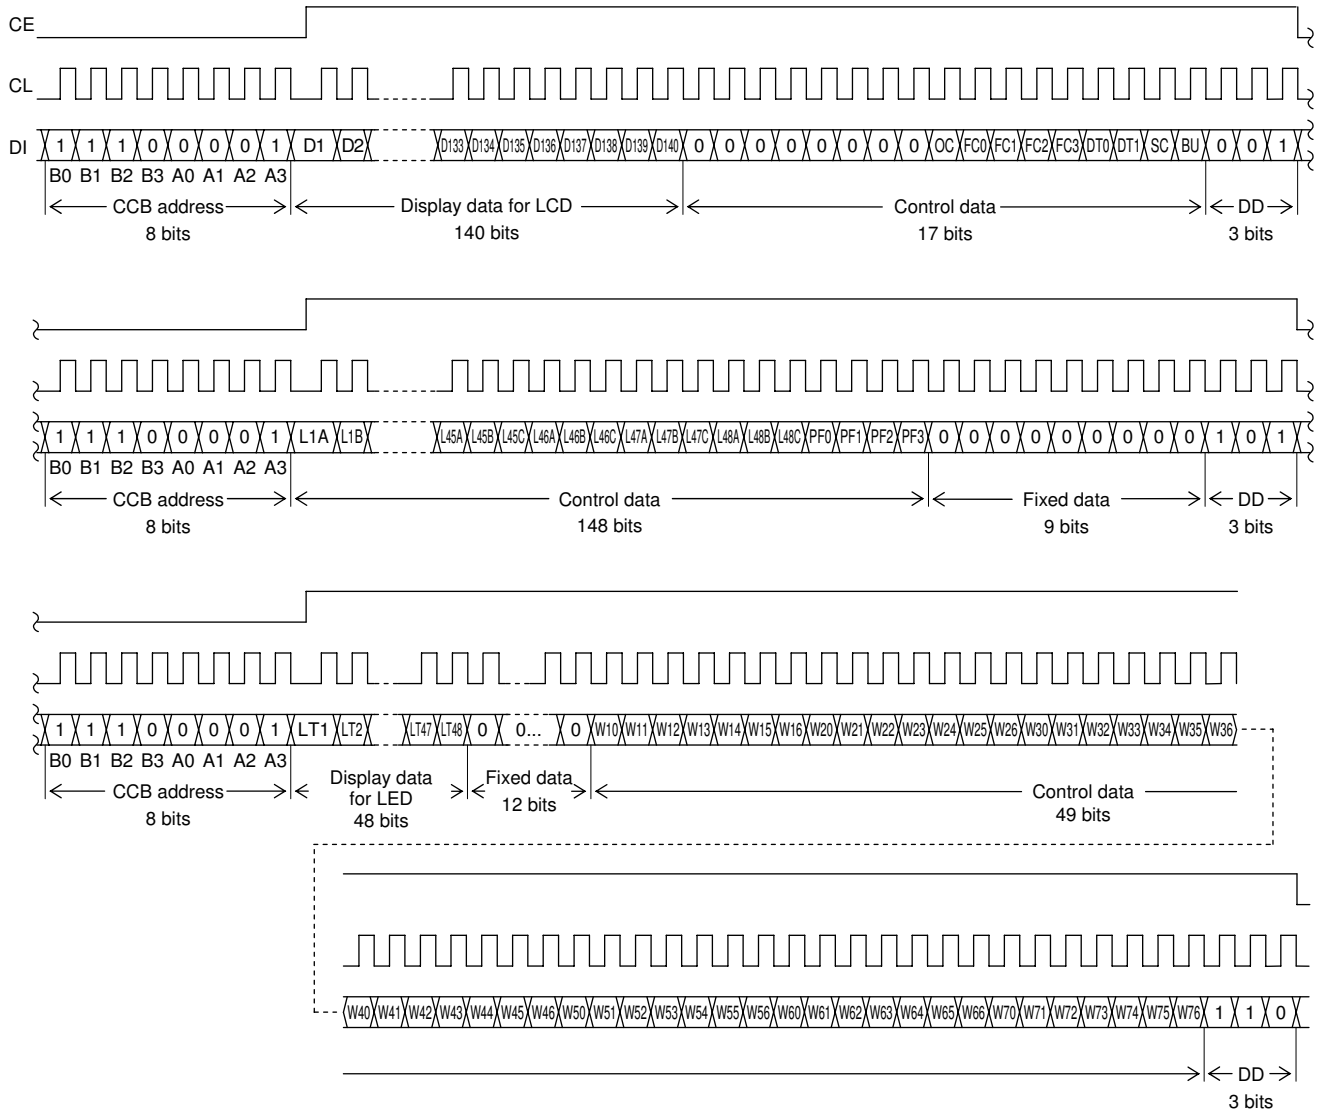 CE
CL
DI 1 1 1 0 0 0 0 1 D1 D2 D133 D134 D135 D136 D137 D138 D139 D140 0 0 0 0 0 0 0 0 OC FC0 FC1 FC2 FC3 DT0 DT1 SC BU 0 0 1
B0 B1 B2 B3 A0 A1 A2 A3
CCB address Display data for LCD Control data DD
8 bits 140 bits 17 bits 3 bits
1 1 1 0 0 0 0 1 L1A L1B L45A L45B L45C L46A L46B L46C L47A L47B L47C L48A L48B L48C PF0 PF1 PF2 PF3 0 0 0 0 0 0 0 0 0 1 0 1
B0 B1 B2 B3 A0 A1 A2 A3
CCB address Control data Fixed data DD
8 bits 148 bits 9 bits 3 bits
1 1 1 0 0 0 0 1 LT1 LT2 LT47 LT48 0 0... 0 W10 W11 W12 W13 W14 W15 W16 W20 W21 W22 W23 W24 W25 W26 W30 W31 W32 W33 W34 W35 W36
B0 B1 B2 B3 A0 A1 A2 A3
CCB address Display data for LED Fixed data Control data
8 bits 48 bits 12 bits 49 bits
W40 W41 W42 W43 W44 W45 W46 W50 W51 W52 W53 W54 W55 W56 W60 W61 W62 W63 W64 W65 W66 W70 W71 W72 W73 W74 W75 W76 1 1 0
DD
3 bits